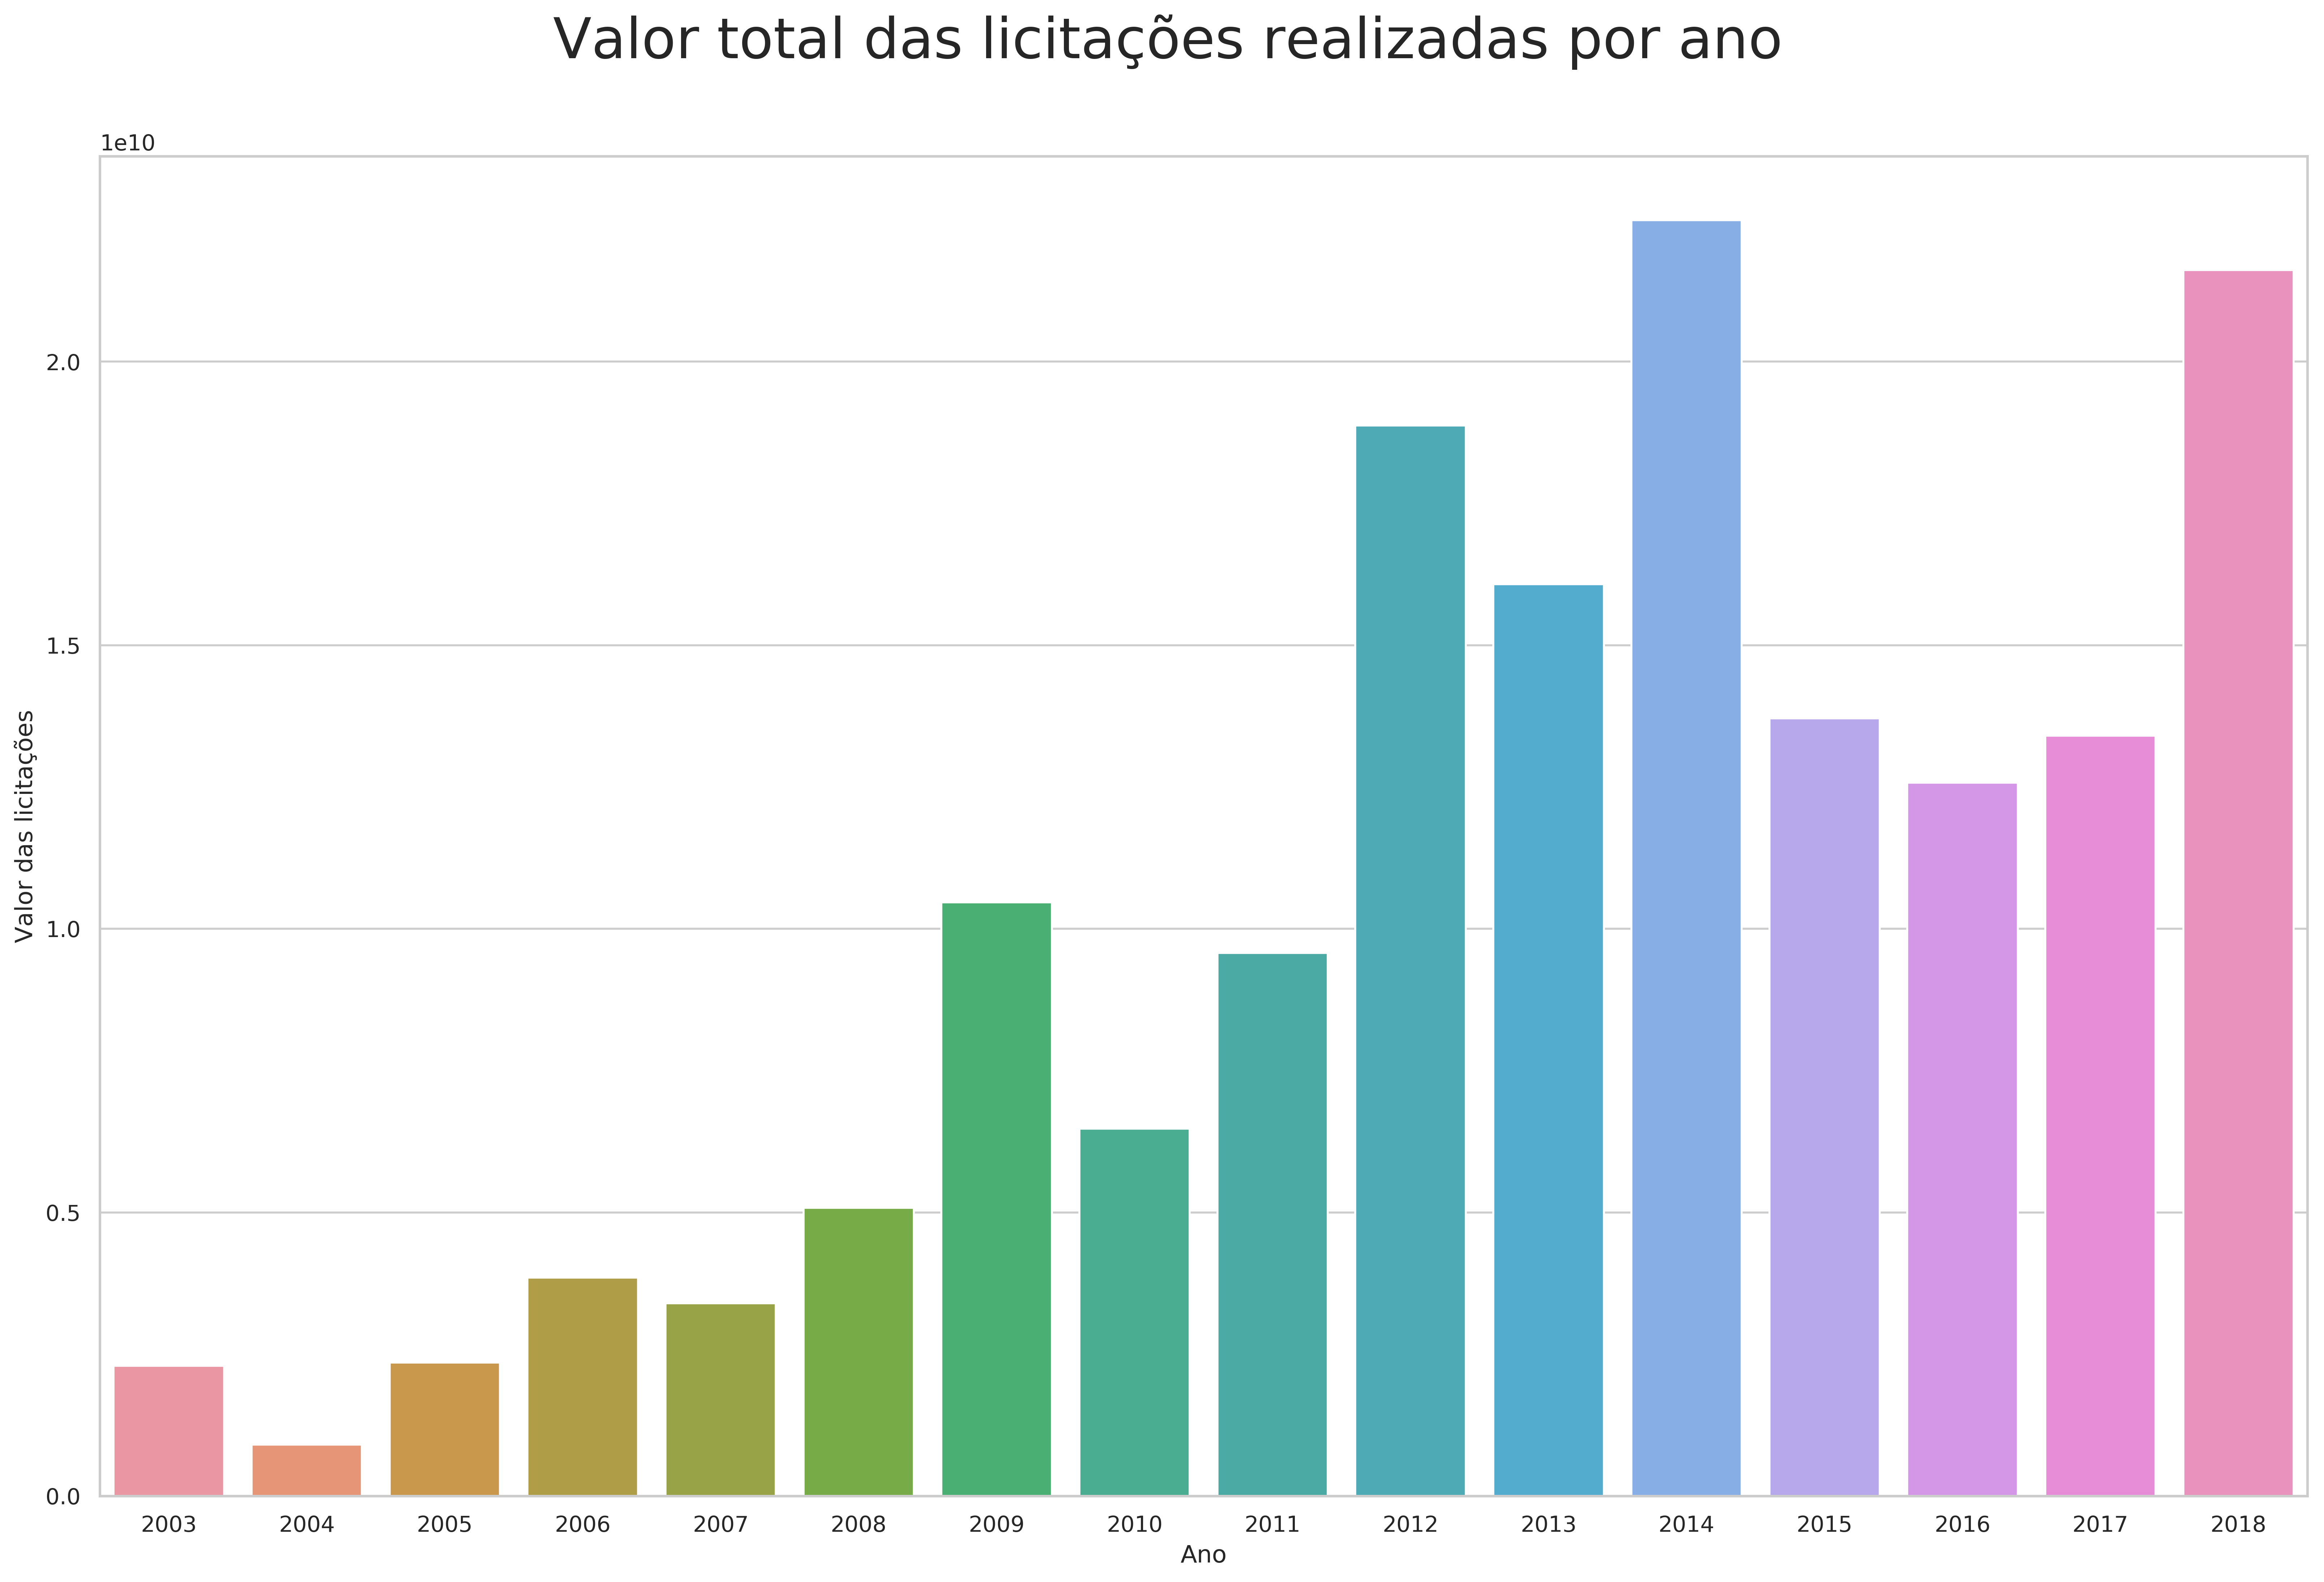 Valor total das licitações realizadas por ano
1e10
2.0
1.5
1.0
0.5
0.0
Valor das licitações
2003 2004 2005 2006 2007 2008 2009 2010 2011 2012 2013 2014 2015 2016 2017 2018
Ano